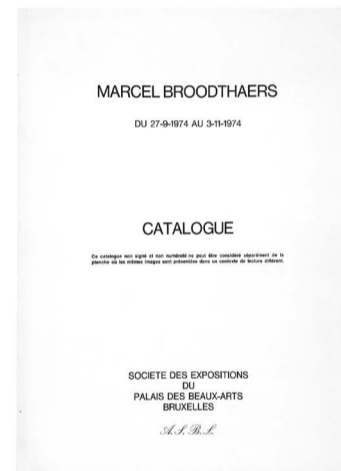 MARCEL BROODTHAERS
DU 27-9-1974 AU 3-11-1974
CATALOGUE
Ce catalogue non signé et non numéroté ne peut être considéré séparément de la
planche où les mêmes images sont présentées dans un contexte de lecture différent.
SOCIETE DES EXPOSITIONS
DU
PALAIS DES BEAUX-ARTS
BRUXELLES
A.S.B.L.